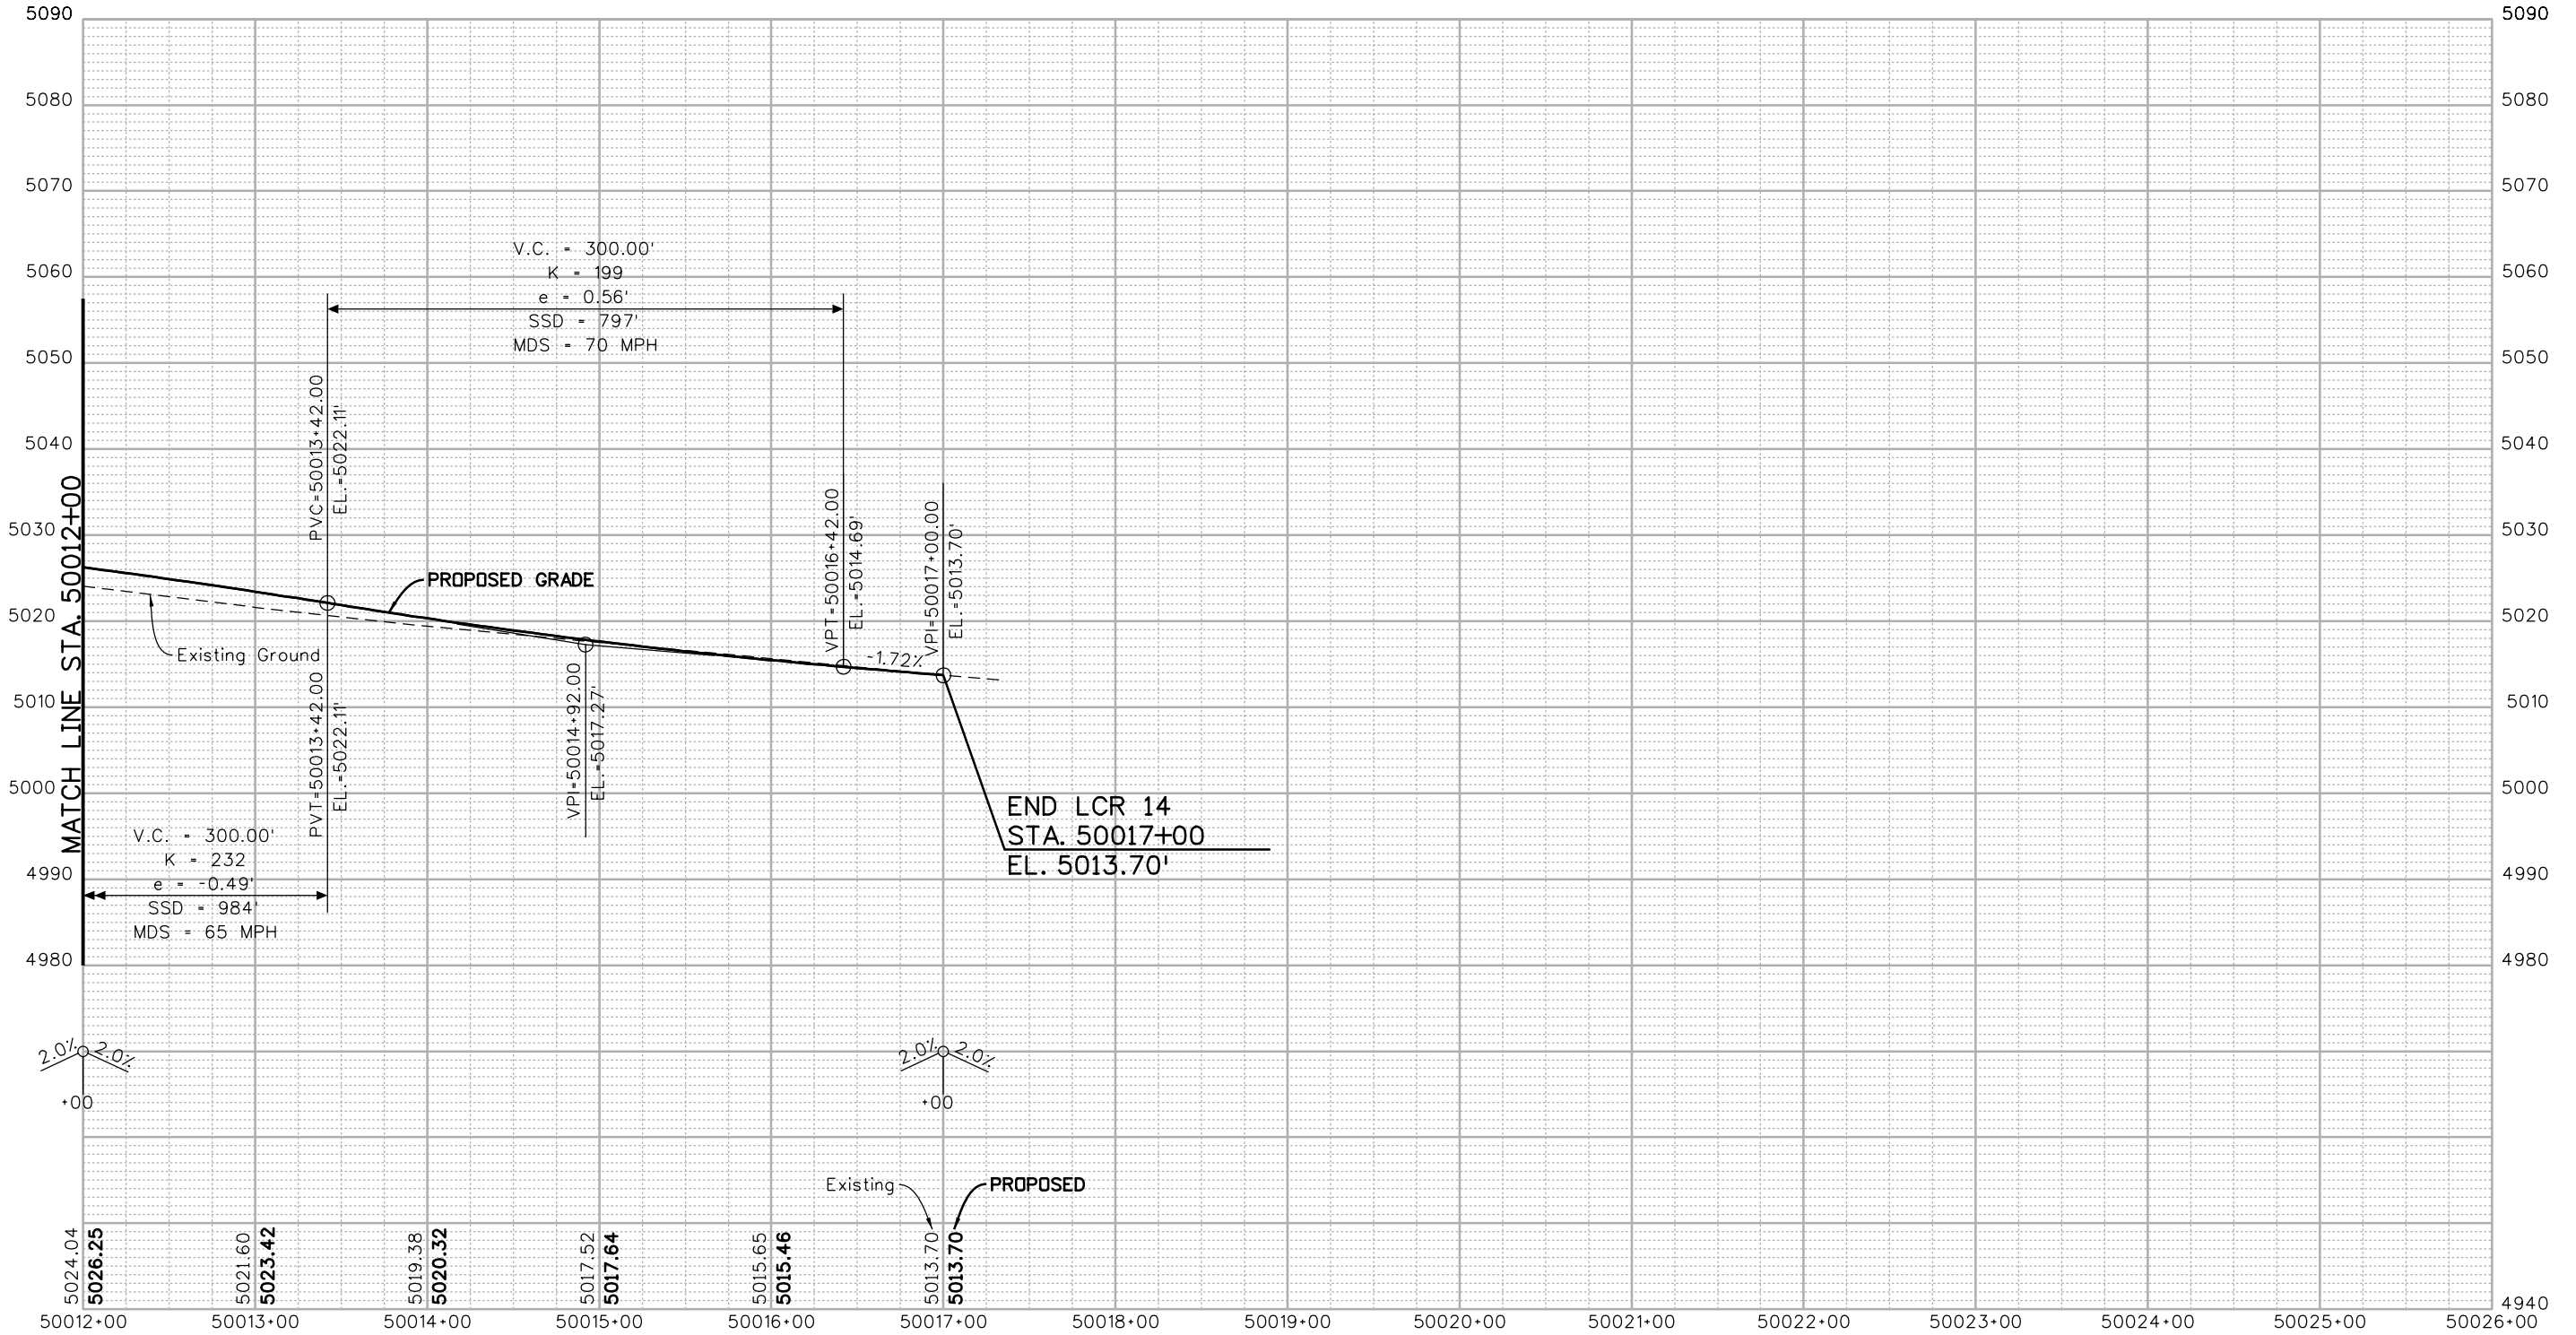 5090
5090
5080
5080
5070
5070
V.C. = 300.00'
5060
K = 199
5060
e = 0.56'
SSD = 797'
MDS = 70 MPH
5050
5050
PVC=50013+42.00
EL.=5022.11'
5040
5040
MATCH LINE STA. 50012+00
VPT=50016+42.00
EL.=5014.69'
VPI=50017+00.00
EL.=5013.70'
5030
5030
PROPOSED GRADE
5020
5020
Existing Ground
-1.72%
PVT=50013+42.00
EL.=5022.11'
VPI=50014+92.00
EL.=5017.27'
5010
5010
5000
5000
END LCR 14
STA. 50017+00
EL. 5013.70'
V.C. = 300.00'
K = 232
4990
e = -0.49'
4990
SSD = 984'
MDS = 65 MPH
4980
4980
2.0% 2.0%
2.0% 2.0%
+00
+00
Existing
PROPOSED
5024.04
5026.25
5021.60
5023.42
5019.38
5020.32
5017.52
5017.64
5015.65
5015.46
5013.70
5013.70
4940
50012+00 50013+00 50014+00 50015+00 50016+00 50017+00 50018+00 50019+00 50020+00 50021+00 50022+00 50023+00 50024+00 50025+00 50026+00